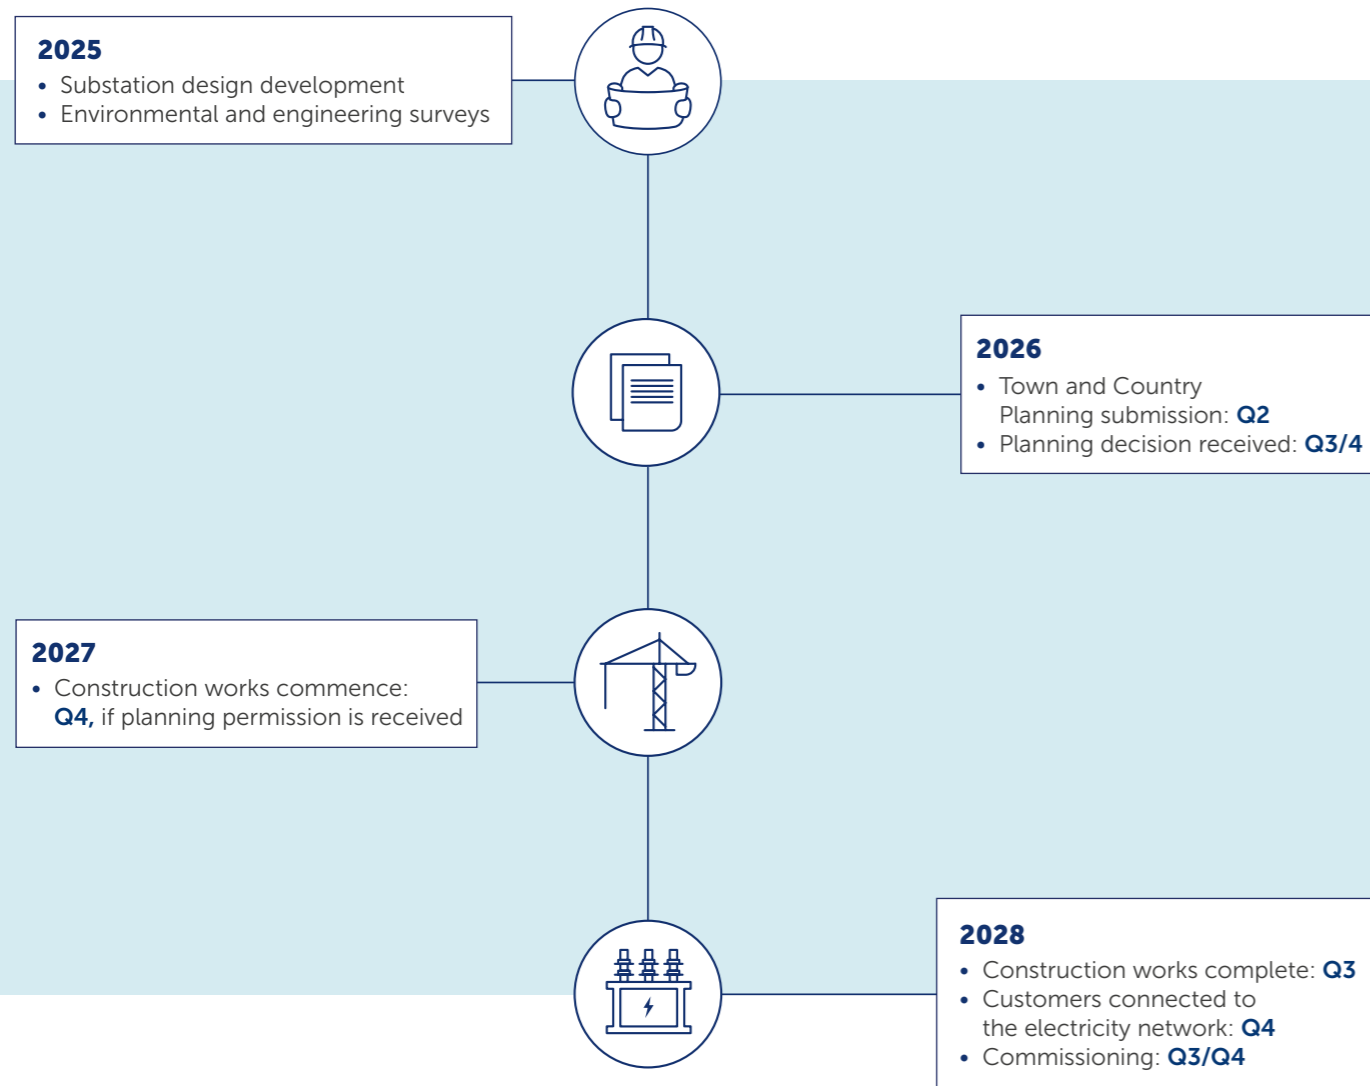 2025
• Substation design development
• Environmental and engineering surveys
2026
• Town and Country
Planning submission: Q2
• Planning decision received: Q3/4
2027
• Construction works commence:
Q4, if planning permission is received
2028
• Construction works complete: Q3
• Customers connected to
the electricity network: Q4
• Commissioning: Q3/Q4